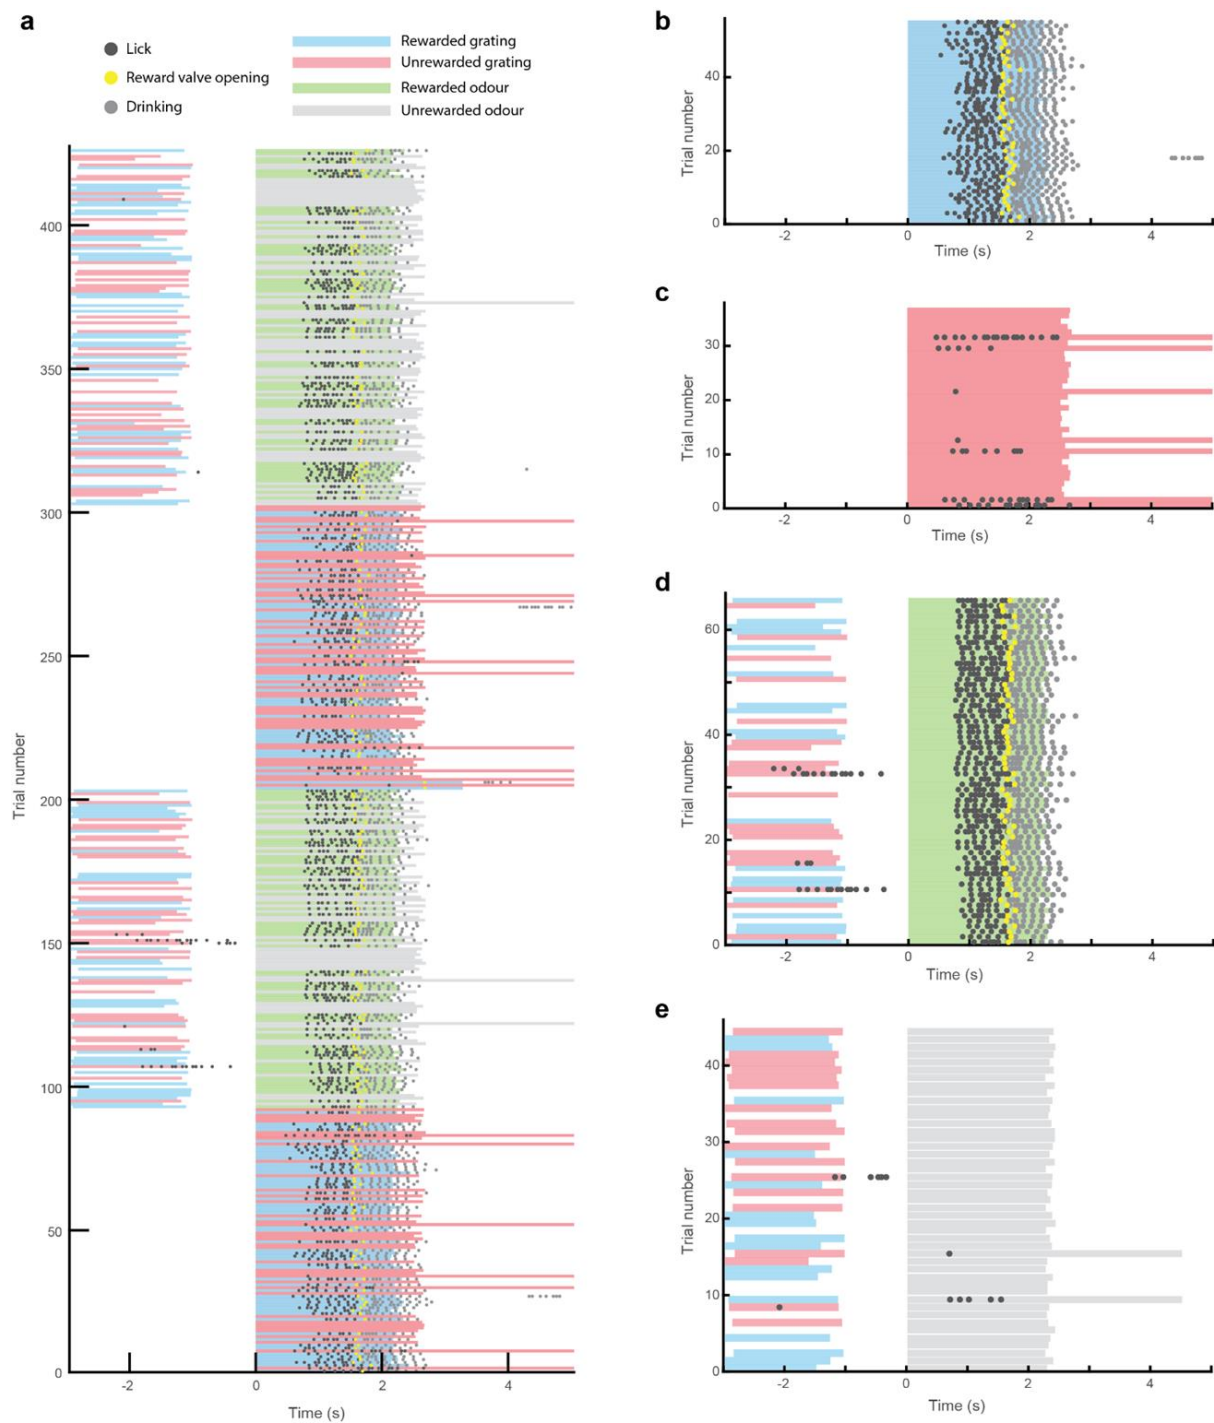 a
Lick
Reward valve opening
Drinking
Rewarded grating
Unrewarded grating
Rewarded odour
Unrewarded odour
400
350
300
250
200
150
100
50
0
Trial number
-2
0
2
4
Time (s)
b
40
20
0
Trial number
-2
0
2
4
Time (s)
c
30
20
10
0
Trial number
-2
0
2
4
Time (s)
d
60
40
20
0
Trial number
-2
0
2
4
Time (s)
e
40
30
20
10
0
Trial number
-2
0
2
4
Time (s)